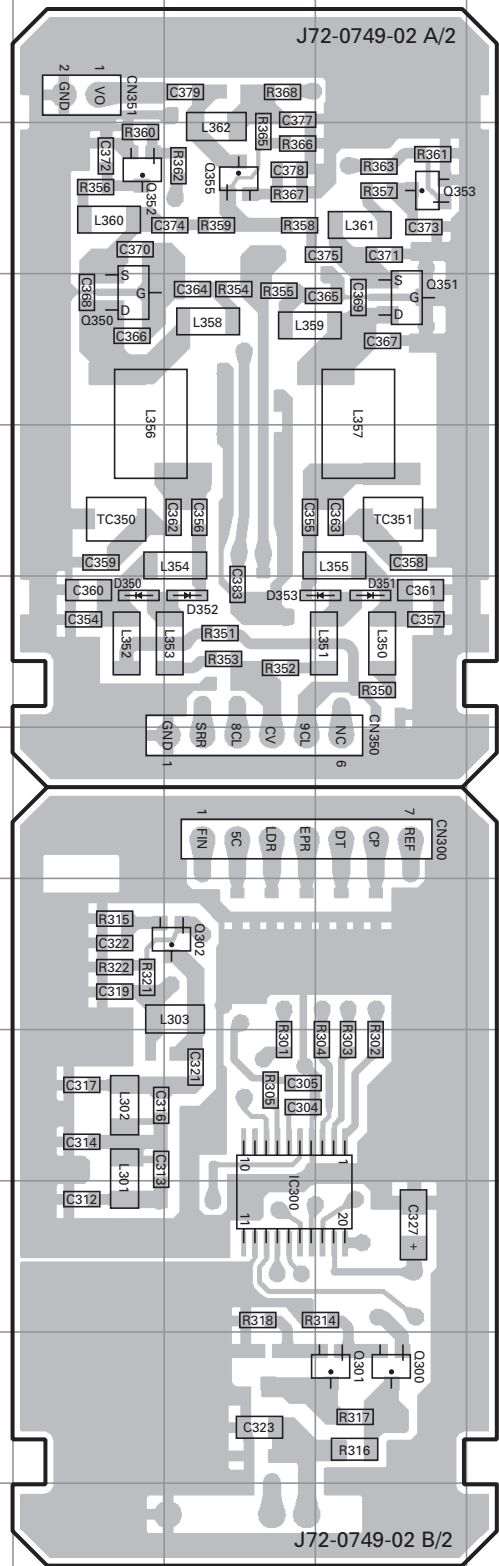 J72-0749-02 A/2
2 1 CN351
GND VO
C379 R368
L362 R365 C377
R360 R366
C372 R362 Q355 C378 R363 R361
R356 Q352 R367 R357 Q353
L360 C374 R359 R358 L361 C373
C370 C375 C371
S G D
S G D
C368 C364 R354 R355 C365 C369 Q351
Q350 L358 L359
C366 C367
L356 L357
TC350 C362 C356 C355 C363 TC351
C359 L354 L355 C358
C360 D350 D352 C383 D353 D351 C361
C354 C357
L352 L353 R351 L351 L350
R353 R352
R350
GND SRR 8CL CV 9CL NC CN350
1 6
1 7 CN300
FIN 5C LDR EPR DT CP REF
R315 Q302
C322
R322 R321
C319
L303
R301 R304 R303 R302
C321
C317 L302 C316 R305 C305
C304
C314
L301 C313 10 1
IC300
C312 11 20 C327 +
R318 R314
Q301 Q300
R317
C323 R316
J72-0749-02 B/2